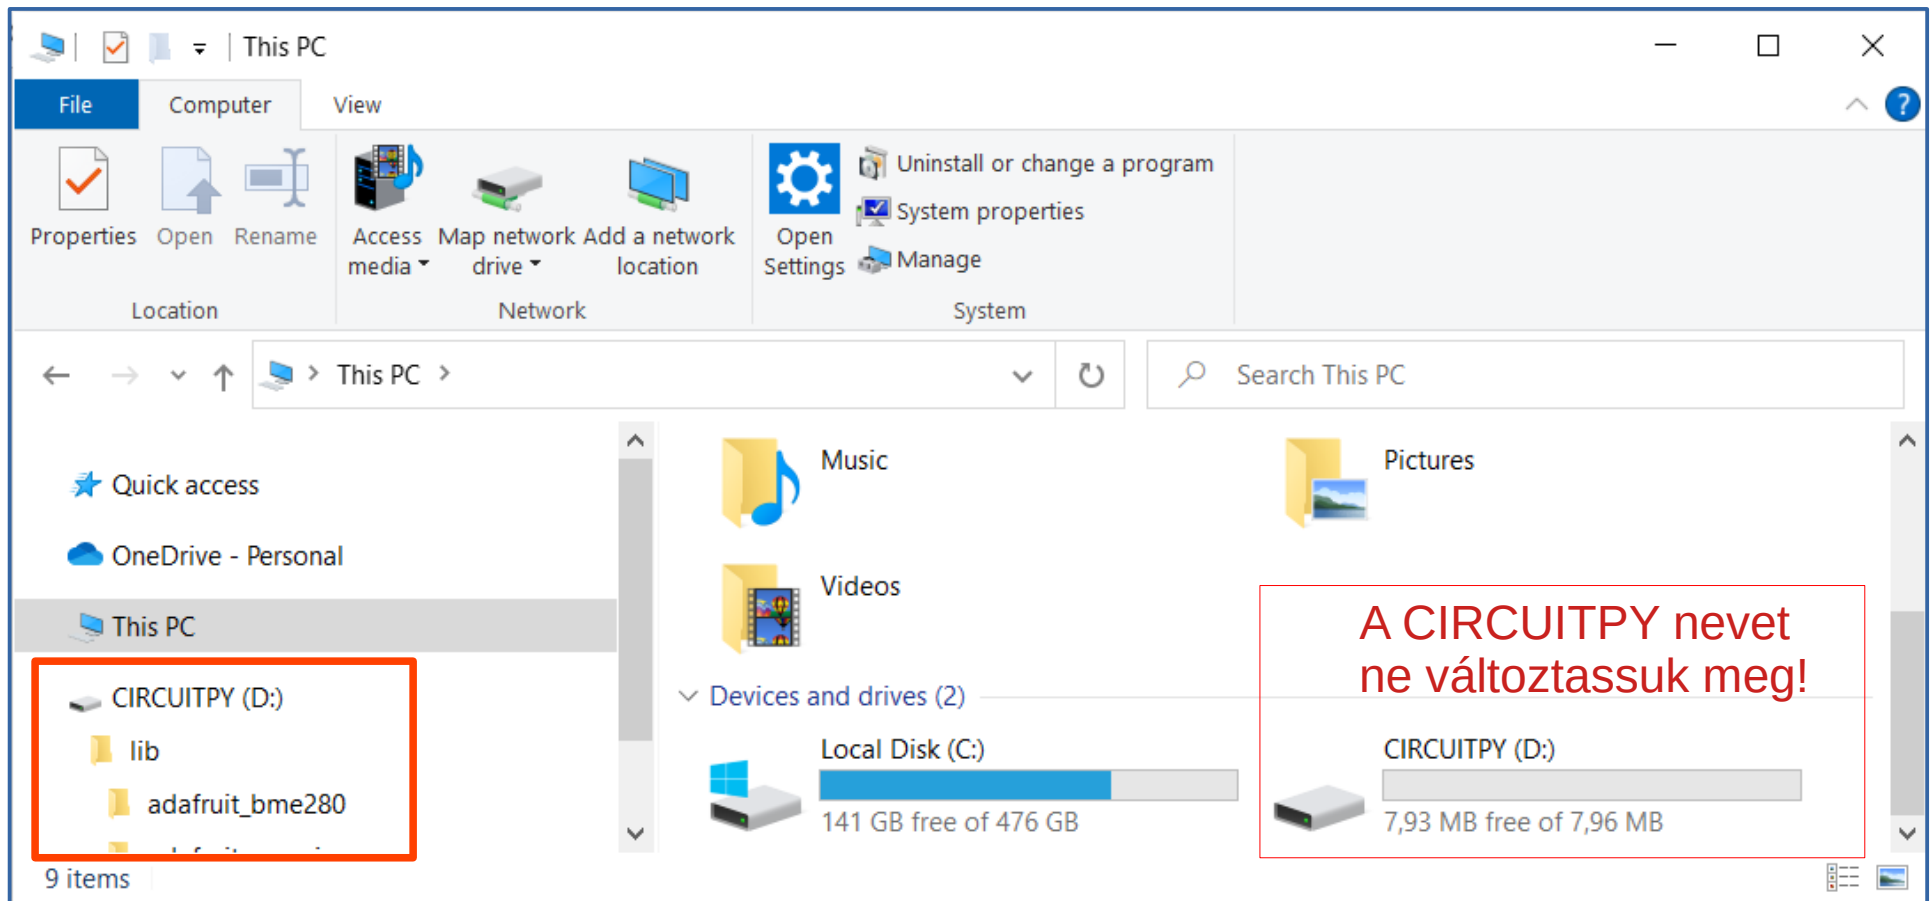 This PC
File Computer View
Properties Open Rename
Access media
Map network drive
Add a network location
Open Settings
Uninstall or change a program
System properties
Manage
Location Network System
This PC
Search This PC
Quick access
OneDrive - Personal
This PC
CIRCUITPY (D:)
lib
adafruit_bme280
Music
Pictures
Videos
A CIRCUITPY nevet
ne változtassuk meg!
Devices and drives (2)
Local Disk (C:)
141 GB free of 476 GB
CIRCUITPY (D:)
7,93 MB free of 7,96 MB
9 items